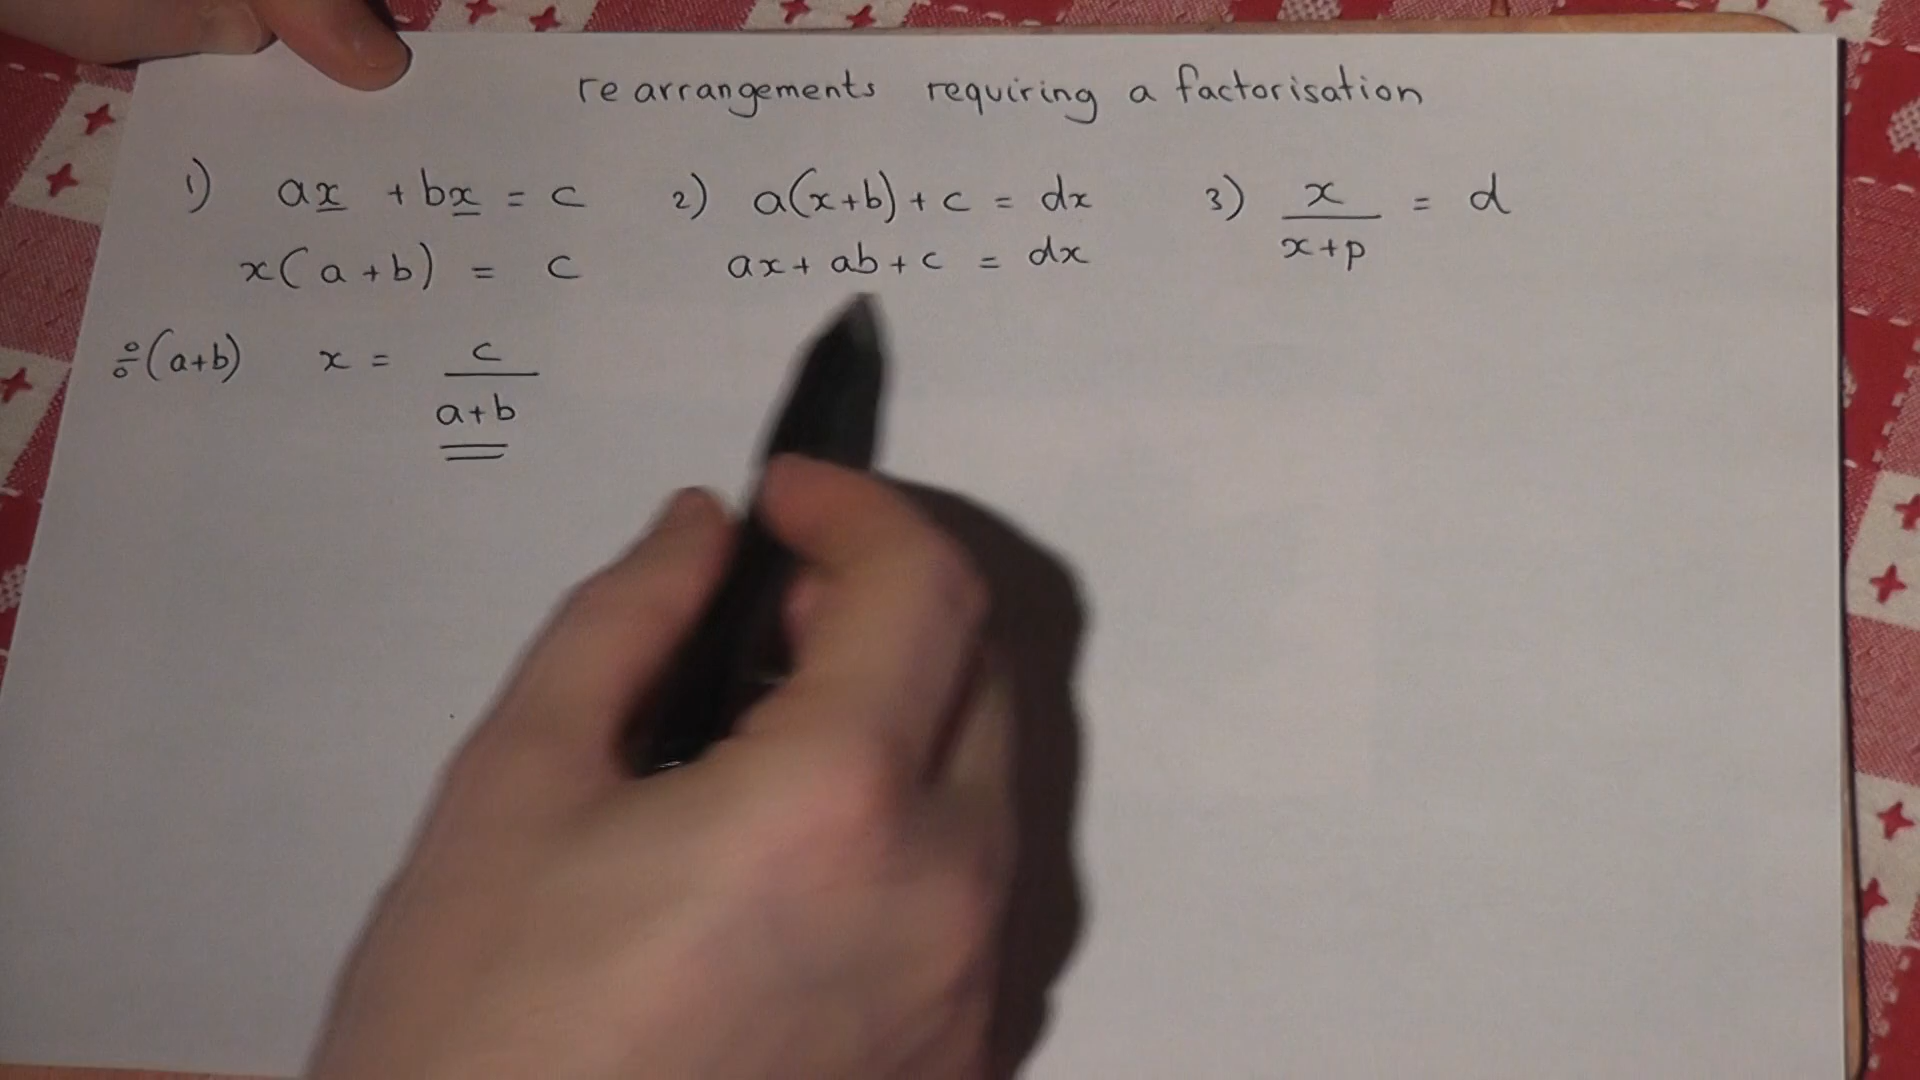 rearrangements requiring a factorisation
1) ax + bx = c
x(a+b) = c
÷(a+b) x = c/(a+b)
2) a(x+b)+c = dx
ax+ab+c = dx
3) x/(x+p) = d